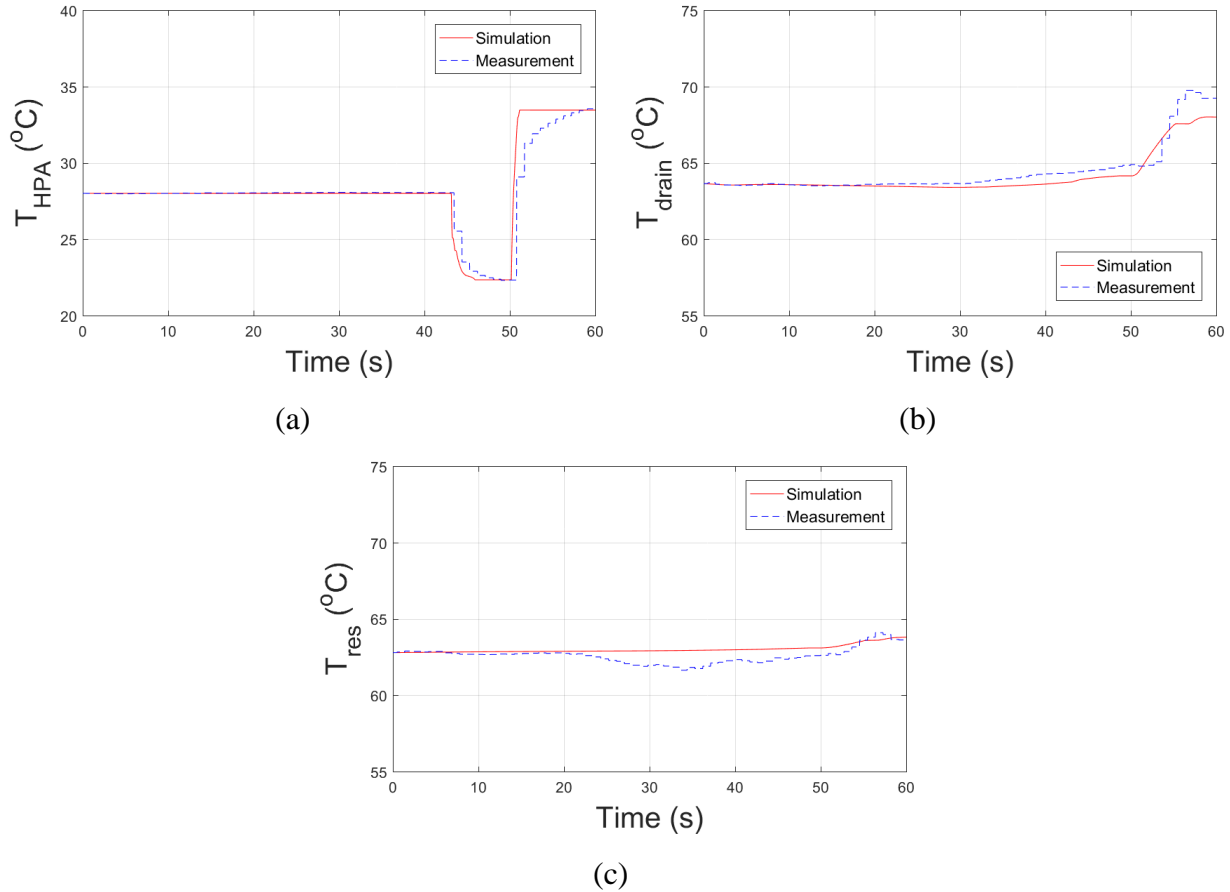 40
35
30
25
20
T_HPA (°C)
0 10 20 30 40 50 60
Time (s)
Simulation
Measurement
(a)
75
70
65
60
55
T_drain (°C)
0 10 20 30 40 50 60
Time (s)
Simulation
Measurement
(b)
75
70
65
60
55
T_res (°C)
0 10 20 30 40 50 60
Time (s)
Simulation
Measurement
(c)